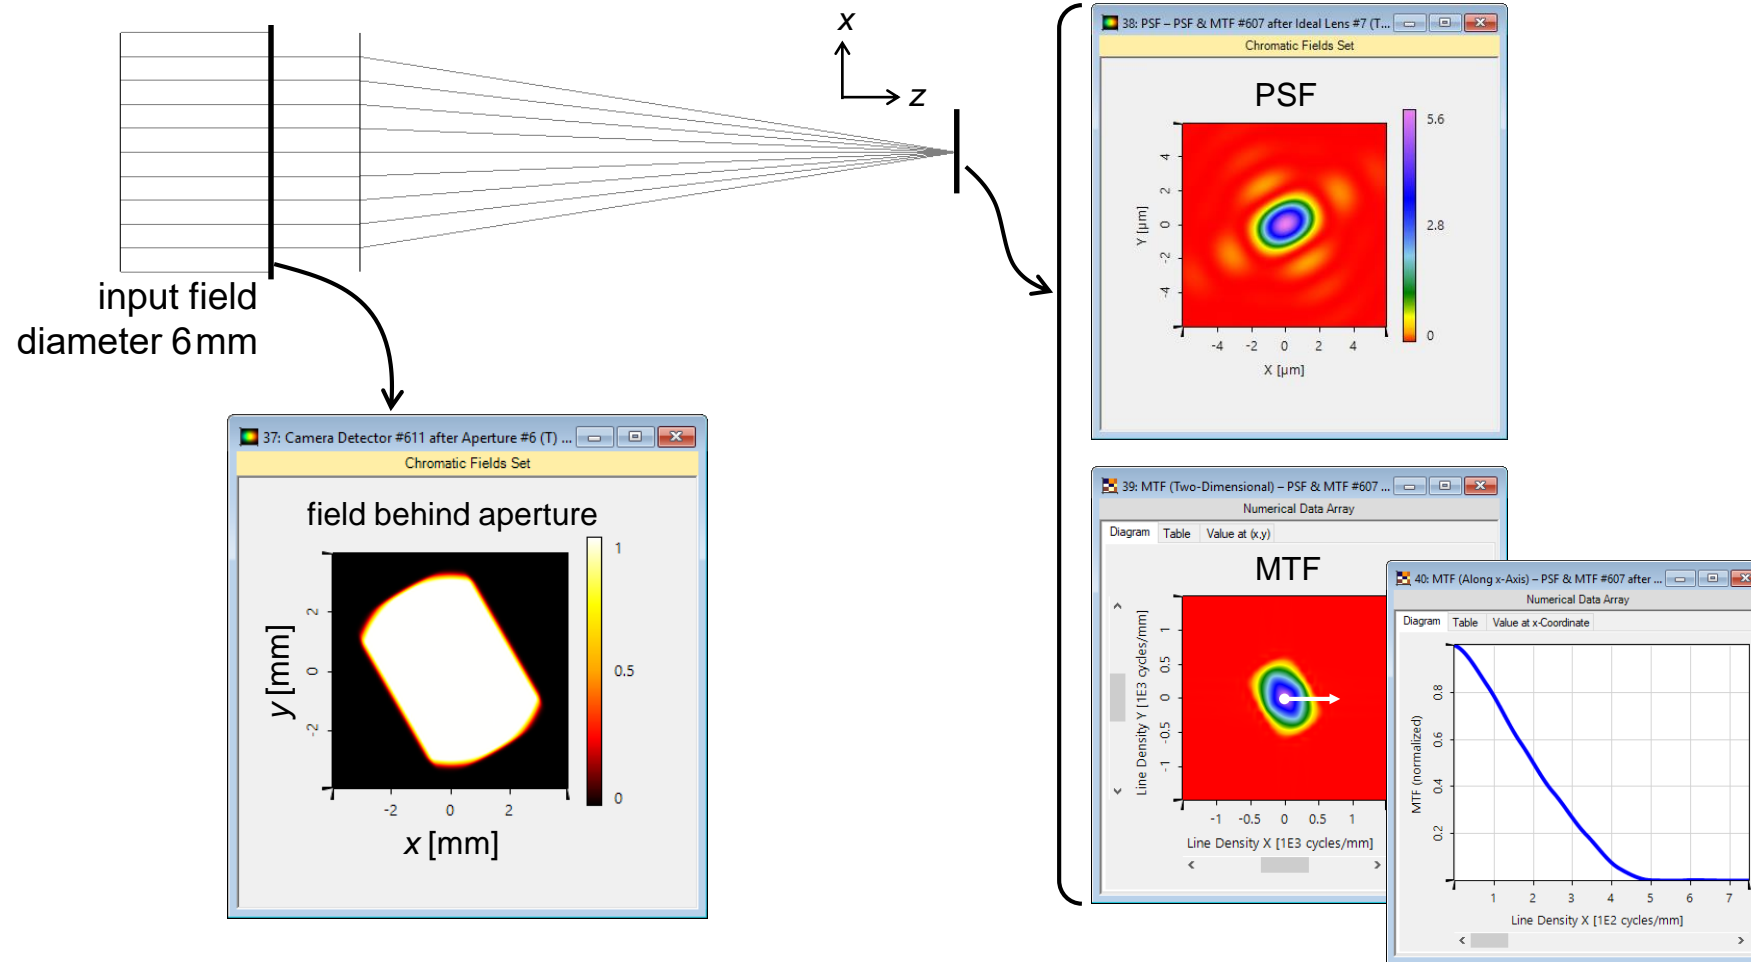 x
z
input field
diameter 6 mm
37: Camera Detector #611 after Aperture #6 (T) ...
Chromatic Fields Set
field behind aperture
1
0.5
0
2
0
-2
y [mm]
-2 0 2
x [mm]
38: PSF – PSF & MTF #607 after Ideal Lens #7 (T...
Chromatic Fields Set
PSF
5.6
2.8
0
4
2
0
-2
-4
Y [µm]
-4 -2 0 2 4
X [µm]
39: MTF (Two-Dimensional) – PSF & MTF #607 ...
Numerical Data Array
Diagram Table Value at (x,y)
MTF
1
0.5
0
-0.5
-1
Line Density Y [1E3 cycles/mm]
-1 -0.5 0 0.5 1
Line Density X [1E3 cycles/mm]
40: MTF (Along x-Axis) – PSF & MTF #607 after ...
Numerical Data Array
Diagram Table Value at x-Coordinate
0.8
0.6
0.4
0.2
MTF (normalized)
1 2 3 4 5 6 7
Line Density X [1E2 cycles/mm]